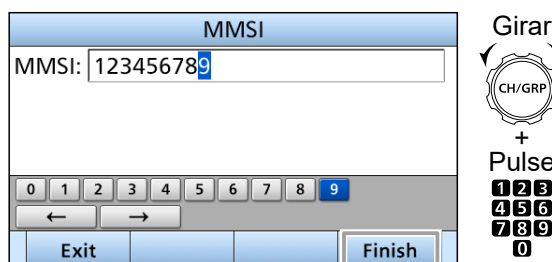 MMSI
MMSI: 123456789
0 1 2 3 4 5 6 7 8 9
← →
Exit Finish
Girar
CH/GRP
+
Pulse
1 2 3
4 5 6
7 8 9
0